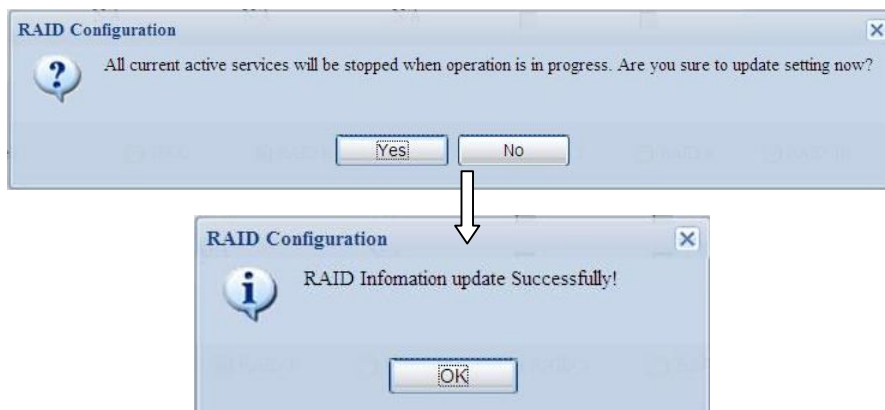 RAID Configuration
All current active services will be stopped when operation is in progress. Are you sure to update setting now?
Yes
No
RAID Configuration
RAID Infomation update Successfully!
OK